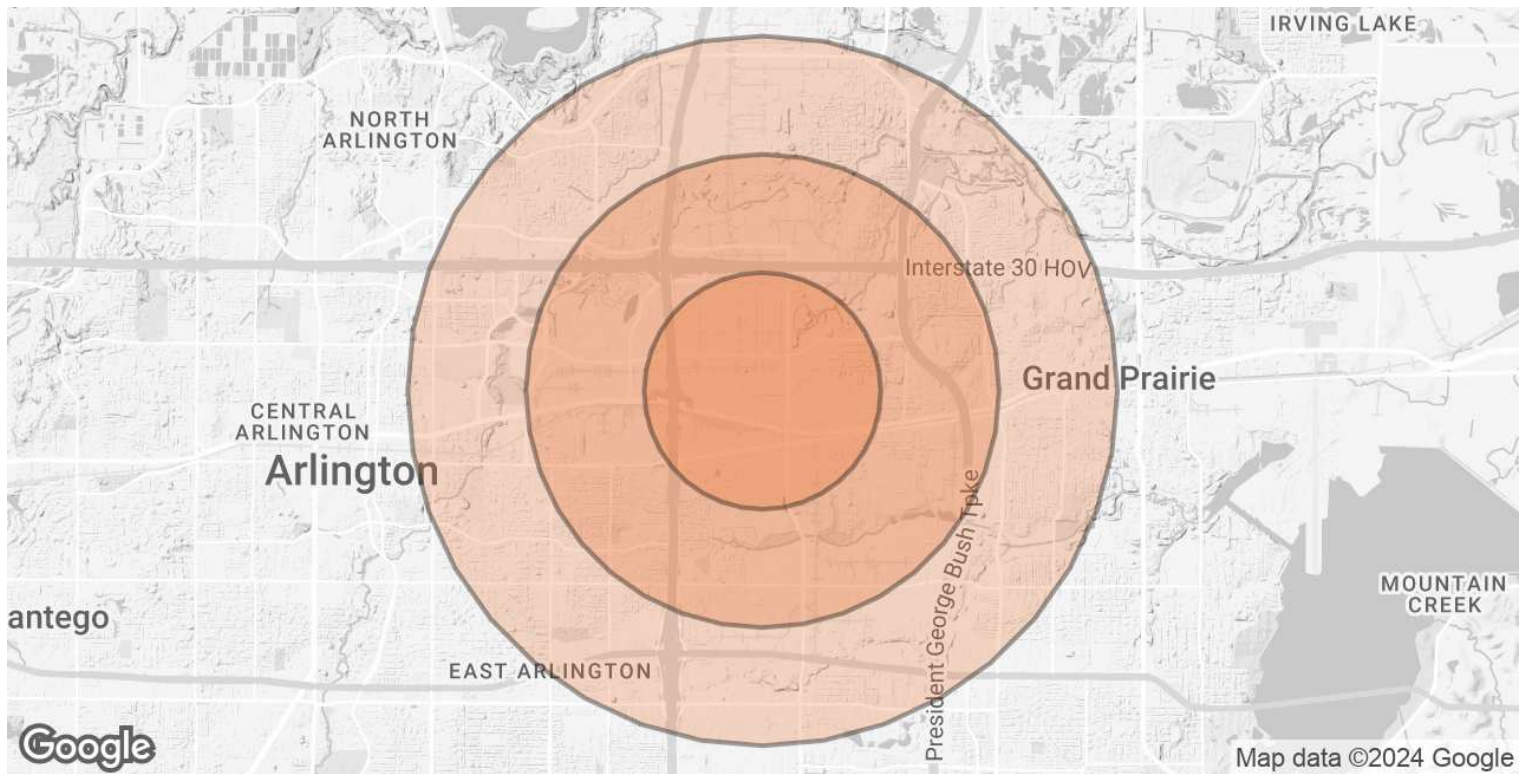 IRVING LAKE
NORTH
ARLINGTON
Interstate 30 HOV
Grand Prairie
CENTRAL
ARLINGTON
Arlington
President George Bush Tpke
MOUNTAIN
CREEK
antego
EAST ARLINGTON
Google
Map data ©2024 Google